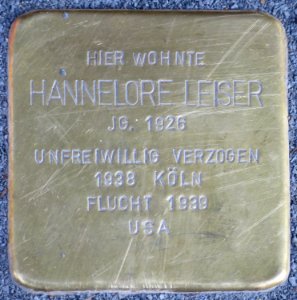 HIER WOHNTE
HANNELORE LEISER
JG. 1926
UNFREIWILLIG VERZOGEN
1938 KÖLN
FLUCHT 1939
USA